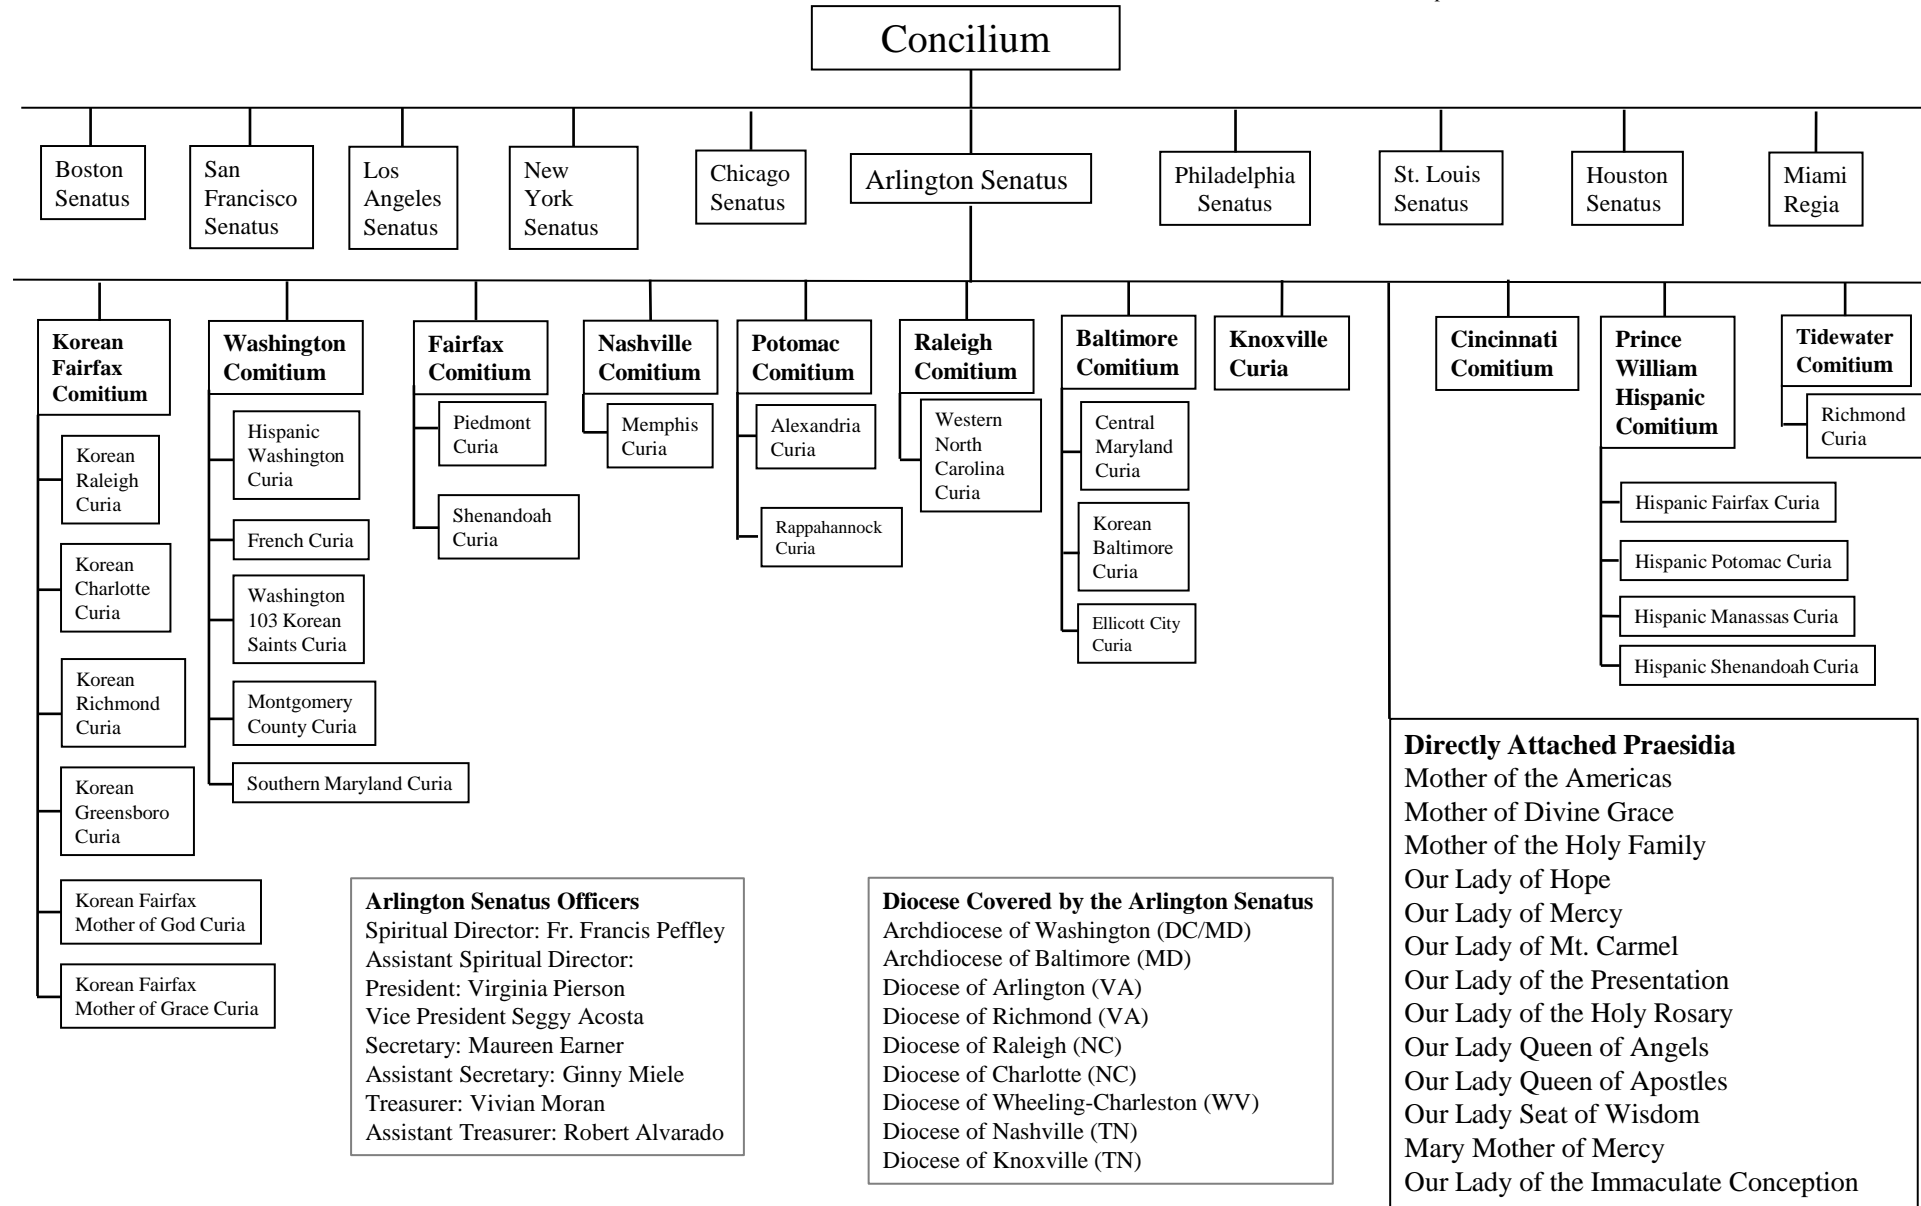 Concilium
Boston
Senatus
San
Francisco
Senatus
Los
Angeles
Senatus
New
York
Senatus
Chicago
Senatus
Arlington Senatus
Philadelphia
Senatus
St. Louis
Senatus
Houston
Senatus
Miami
Regia
Korean
Fairfax
Comitium
Washington
Comitium
Fairfax
Comitium
Nashville
Comitium
Potomac
Comitium
Raleigh
Comitium
Baltimore
Comitium
Knoxville
Curia
Cincinnati
Comitium
Prince
William
Hispanic
Comitium
Tidewater
Comitium
Korean
Raleigh
Curia
Korean
Charlotte
Curia
Korean
Richmond
Curia
Korean
Greensboro
Curia
Korean Fairfax
Mother of God Curia
Korean Fairfax
Mother of Grace Curia
Hispanic
Washington
Curia
French Curia
Washington
103 Korean
Saints Curia
Montgomery
County Curia
Southern Maryland Curia
Piedmont
Curia
Shenandoah
Curia
Memphis
Curia
Alexandria
Curia
Rappahannock
Curia
Western
North
Carolina
Curia
Central
Maryland
Curia
Korean
Baltimore
Curia
Ellicott City
Curia
Hispanic Fairfax Curia
Hispanic Potomac Curia
Hispanic Manassas Curia
Hispanic Shenandoah Curia
Richmond
Curia
Arlington Senatus Officers
Spiritual Director: Fr. Francis Peffley
Assistant Spiritual Director:
President: Virginia Pierson
Vice President Seggy Acosta
Secretary: Maureen Earner
Assistant Secretary: Ginny Miele
Treasurer: Vivian Moran
Assistant Treasurer: Robert Alvarado
Diocese Covered by the Arlington Senatus
Archdiocese of Washington (DC/MD)
Archdiocese of Baltimore (MD)
Diocese of Arlington (VA)
Diocese of Richmond (VA)
Diocese of Raleigh (NC)
Diocese of Charlotte (NC)
Diocese of Wheeling-Charleston (WV)
Diocese of Nashville (TN)
Diocese of Knoxville (TN)
Directly Attached Praesidia
Mother of the Americas
Mother of Divine Grace
Mother of the Holy Family
Our Lady of Hope
Our Lady of Mercy
Our Lady of Mt. Carmel
Our Lady of the Presentation
Our Lady of the Holy Rosary
Our Lady Queen of Angels
Our Lady Queen of Apostles
Our Lady Seat of Wisdom
Mary Mother of Mercy
Our Lady of the Immaculate Conception